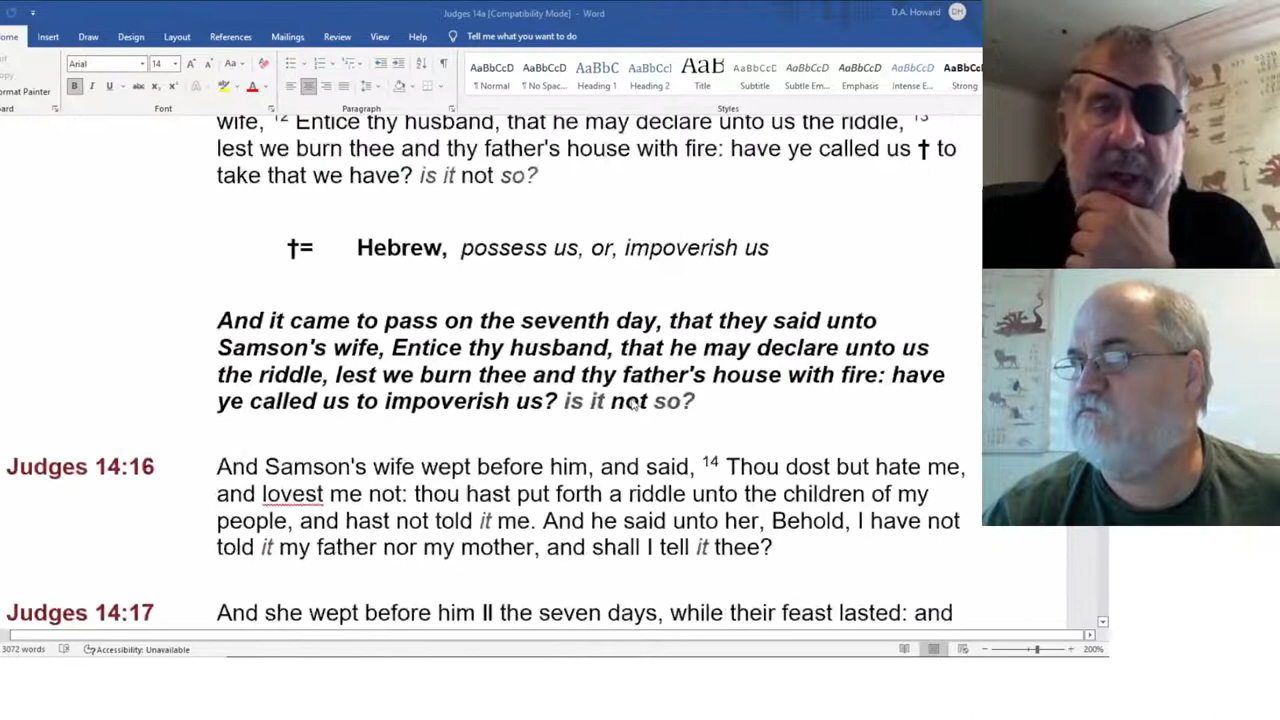 Judges 14a [Compatibility Mode] - Word
D.A. Howard
DH
ome
Insert
Draw
Design
Layout
References
Mailings
Review
View
Help
Tell me what you want to do
py
ormat Painter
ard
Arial
14
Font
Paragraph
AaBbCcD AaBbCcD AaBbC AaBbCcI AaB AaBbCcD AaBbCcD AaBbCcD AaBbCcD AaBbCc
¶ Normal ¶ No Spac... Heading 1 Heading 2 Title Subtitle Subtle Em... Emphasis Intense E... Strong
Styles
wife, 12 Entice thy husband, that he may declare unto us the riddle, 13
lest we burn thee and thy father's house with fire: have ye called us † to
take that we have? is it not so?
†= Hebrew, possess us, or, impoverish us
And it came to pass on the seventh day, that they said unto
Samson's wife, Entice thy husband, that he may declare unto us
the riddle, lest we burn thee and thy father's house with fire: have
ye called us to impoverish us? is it not so?
Judges 14:16 And Samson's wife wept before him, and said, 14 Thou dost but hate me,
and lovest me not: thou hast put forth a riddle unto the children of my
people, and hast not told it me. And he said unto her, Behold, I have not
told it my father nor my mother, and shall I tell it thee?
Judges 14:17 And she wept before him II the seven days, while their feast lasted: and
3072 words
Accessibility: Unavailable
200%